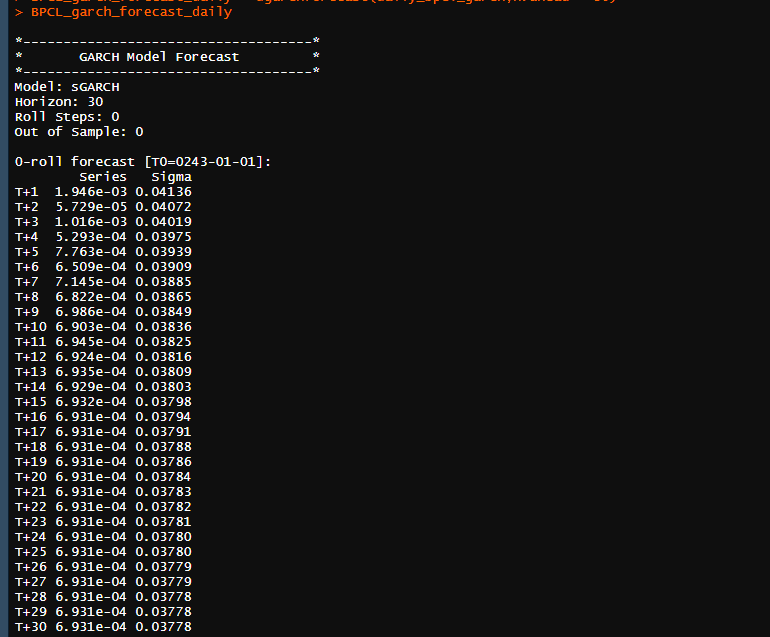 > BPCL_garch_forecast_daily

*------------------------------------*
*       GARCH Model Forecast         *
*------------------------------------*
Model: sGARCH
Horizon: 30
Roll Steps: 0
Out of Sample: 0

0-roll forecast [T0=0243-01-01]:
        Series   Sigma
T+1  1.946e-03 0.04136
T+2  5.729e-05 0.04072
T+3  1.016e-03 0.04019
T+4  5.293e-04 0.03975
T+5  7.763e-04 0.03939
T+6  6.509e-04 0.03909
T+7  7.145e-04 0.03885
T+8  6.822e-04 0.03865
T+9  6.986e-04 0.03849
T+10 6.903e-04 0.03836
T+11 6.945e-04 0.03825
T+12 6.924e-04 0.03816
T+13 6.935e-04 0.03809
T+14 6.929e-04 0.03803
T+15 6.932e-04 0.03798
T+16 6.931e-04 0.03794
T+17 6.931e-04 0.03791
T+18 6.931e-04 0.03788
T+19 6.931e-04 0.03786
T+20 6.931e-04 0.03784
T+21 6.931e-04 0.03783
T+22 6.931e-04 0.03782
T+23 6.931e-04 0.03781
T+24 6.931e-04 0.03780
T+25 6.931e-04 0.03780
T+26 6.931e-04 0.03779
T+27 6.931e-04 0.03779
T+28 6.931e-04 0.03778
T+29 6.931e-04 0.03778
T+30 6.931e-04 0.03778